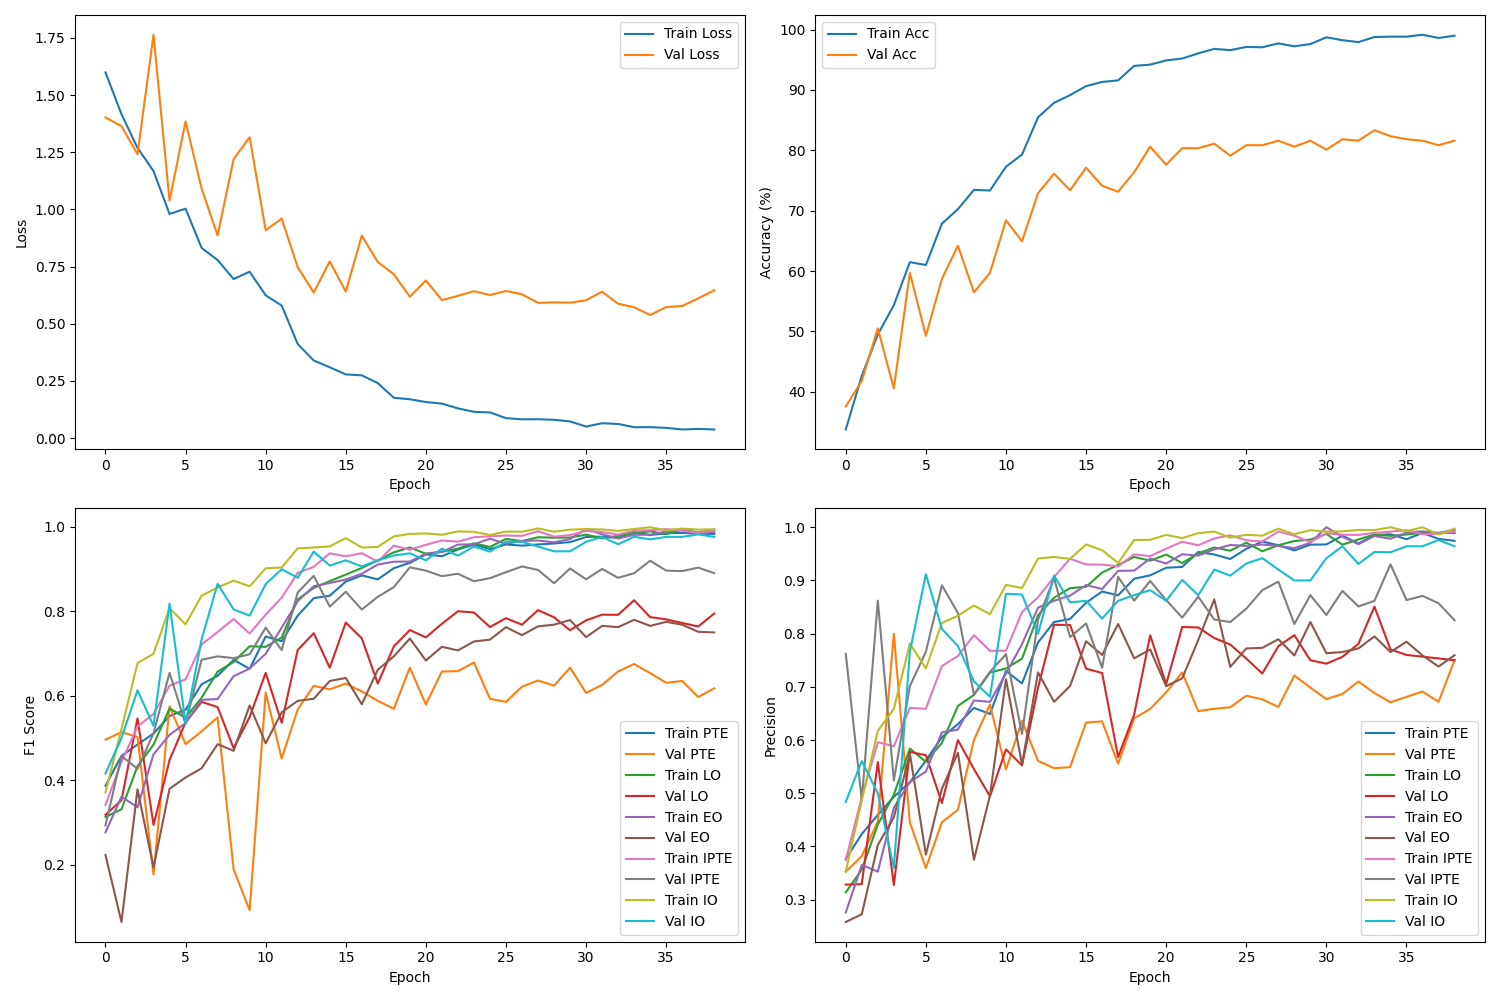 1.75
1.50
1.25
1.00
0.75
0.50
0.25
0.00
Loss
0 5 10 15 20 25 30 35
Epoch
Train Loss
Val Loss
100
90
80
70
60
50
40
Accuracy (%)
0 5 10 15 20 25 30 35
Epoch
Train Acc
Val Acc
1.0
0.8
0.6
0.4
0.2
F1 Score
0 5 10 15 20 25 30 35
Epoch
Train PTE
Val PTE
Train LO
Val LO
Train EO
Val EO
Train IPTE
Val IPTE
Train IO
Val IO
1.0
0.9
0.8
0.7
0.6
0.5
0.4
0.3
Precision
0 5 10 15 20 25 30 35
Epoch
Train PTE
Val PTE
Train LO
Val LO
Train EO
Val EO
Train IPTE
Val IPTE
Train IO
Val IO